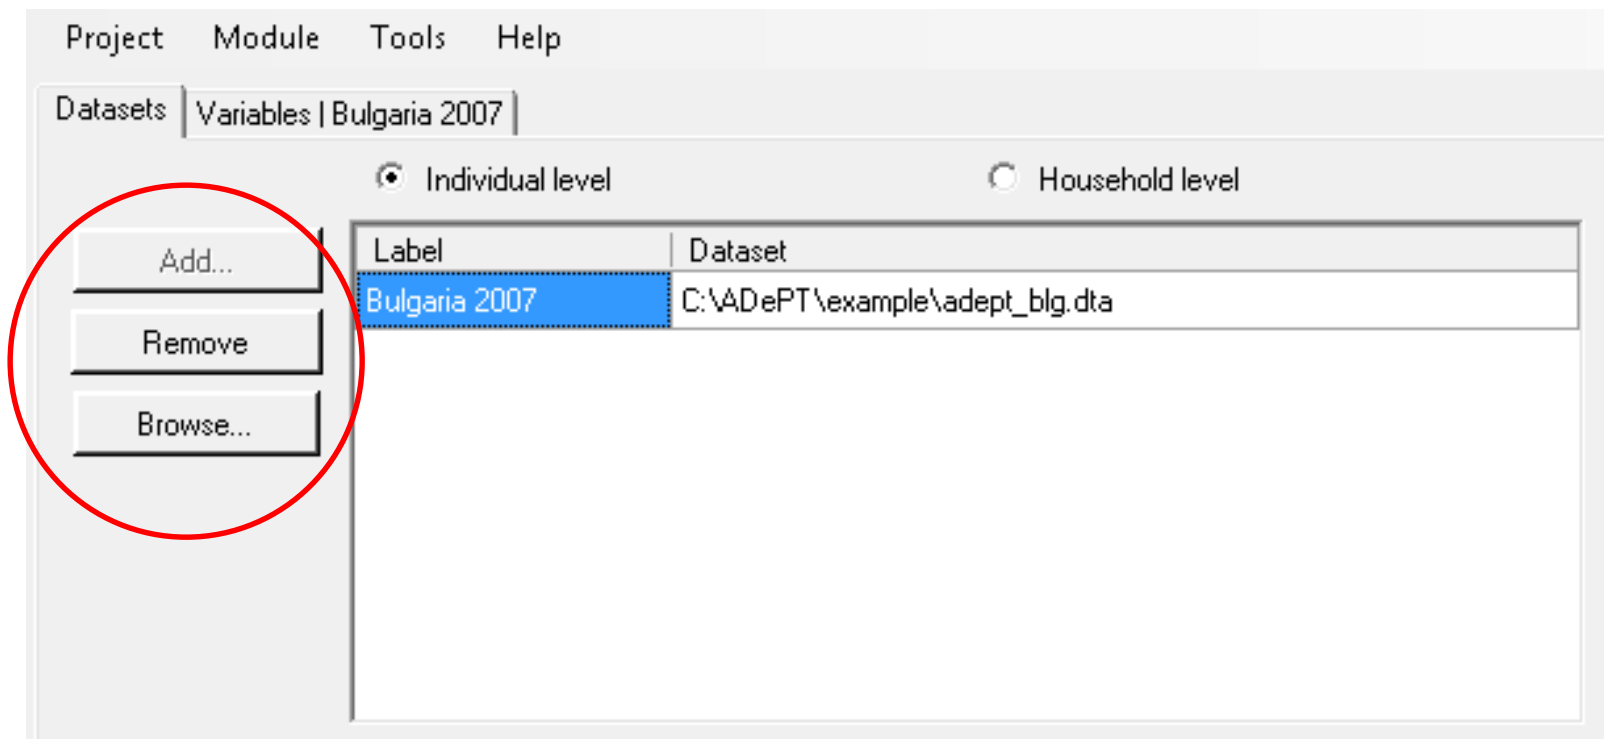 Project Module Tools Help
Datasets Variables | Bulgaria 2007
Individual level Household level
Add...
Remove
Browse...
Label Dataset
Bulgaria 2007 C:\ADePT\example\adept_blg.dta